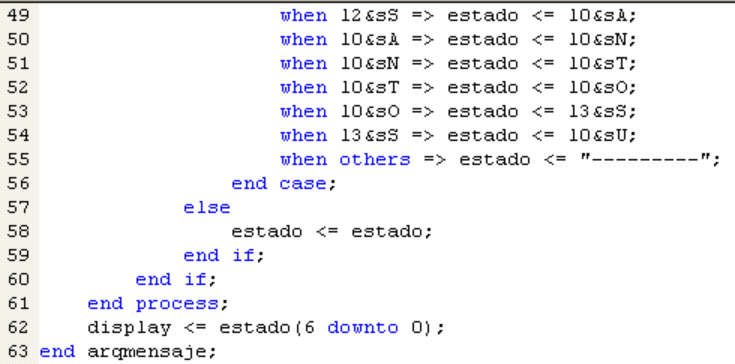 49 when l2&sS => estado <= l0&sA;
50 when l0&sA => estado <= l0&sN;
51 when l0&sN => estado <= l0&sT;
52 when l0&sT => estado <= l0&sO;
53 when l0&sO => estado <= l3&sS;
54 when l3&sS => estado <= l0&sU;
55 when others => estado <= "---------";
56 end case;
57 else
58 estado <= estado;
59 end if;
60 end if;
61 end process;
62 display <= estado(6 downto 0);
63 end arqmensaje;